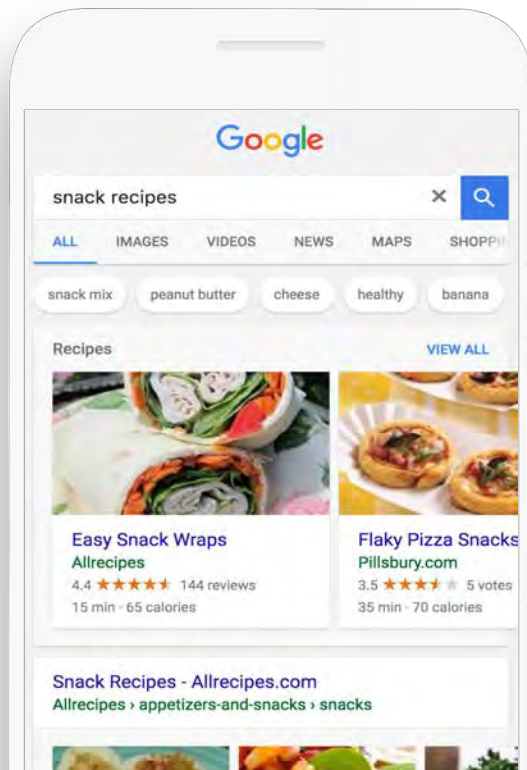 Google
snack recipes
ALL IMAGES VIDEOS NEWS MAPS SHOPPIN
snack mix peanut butter cheese healthy banana
Recipes VIEW ALL
Easy Snack Wraps
Allrecipes
4.4 144 reviews
15 min - 65 calories
Flaky Pizza Snacks
Pillsbury.com
3.5 5 votes
35 min - 70 calories
Snack Recipes - Allrecipes.com
Allrecipes › appetizers-and-snacks › snacks